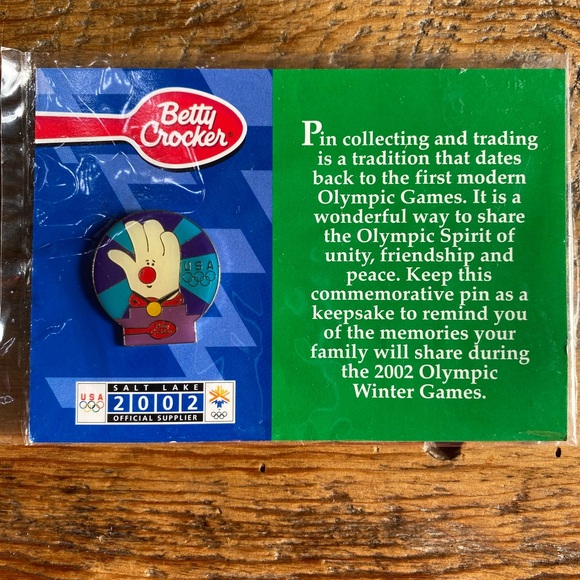 Betty
Crocker®
USA
Betty Crocker
USA
SALT LAKE
2002
OFFICIAL SUPPLIER
Pin collecting and trading
is a tradition that dates
back to the first modern
Olympic Games. It is a
wonderful way to share
the Olympic Spirit of
unity, friendship and
peace. Keep this
commemorative pin as a
keepsake to remind you
of the memories your
family will share during
the 2002 Olympic
Winter Games.